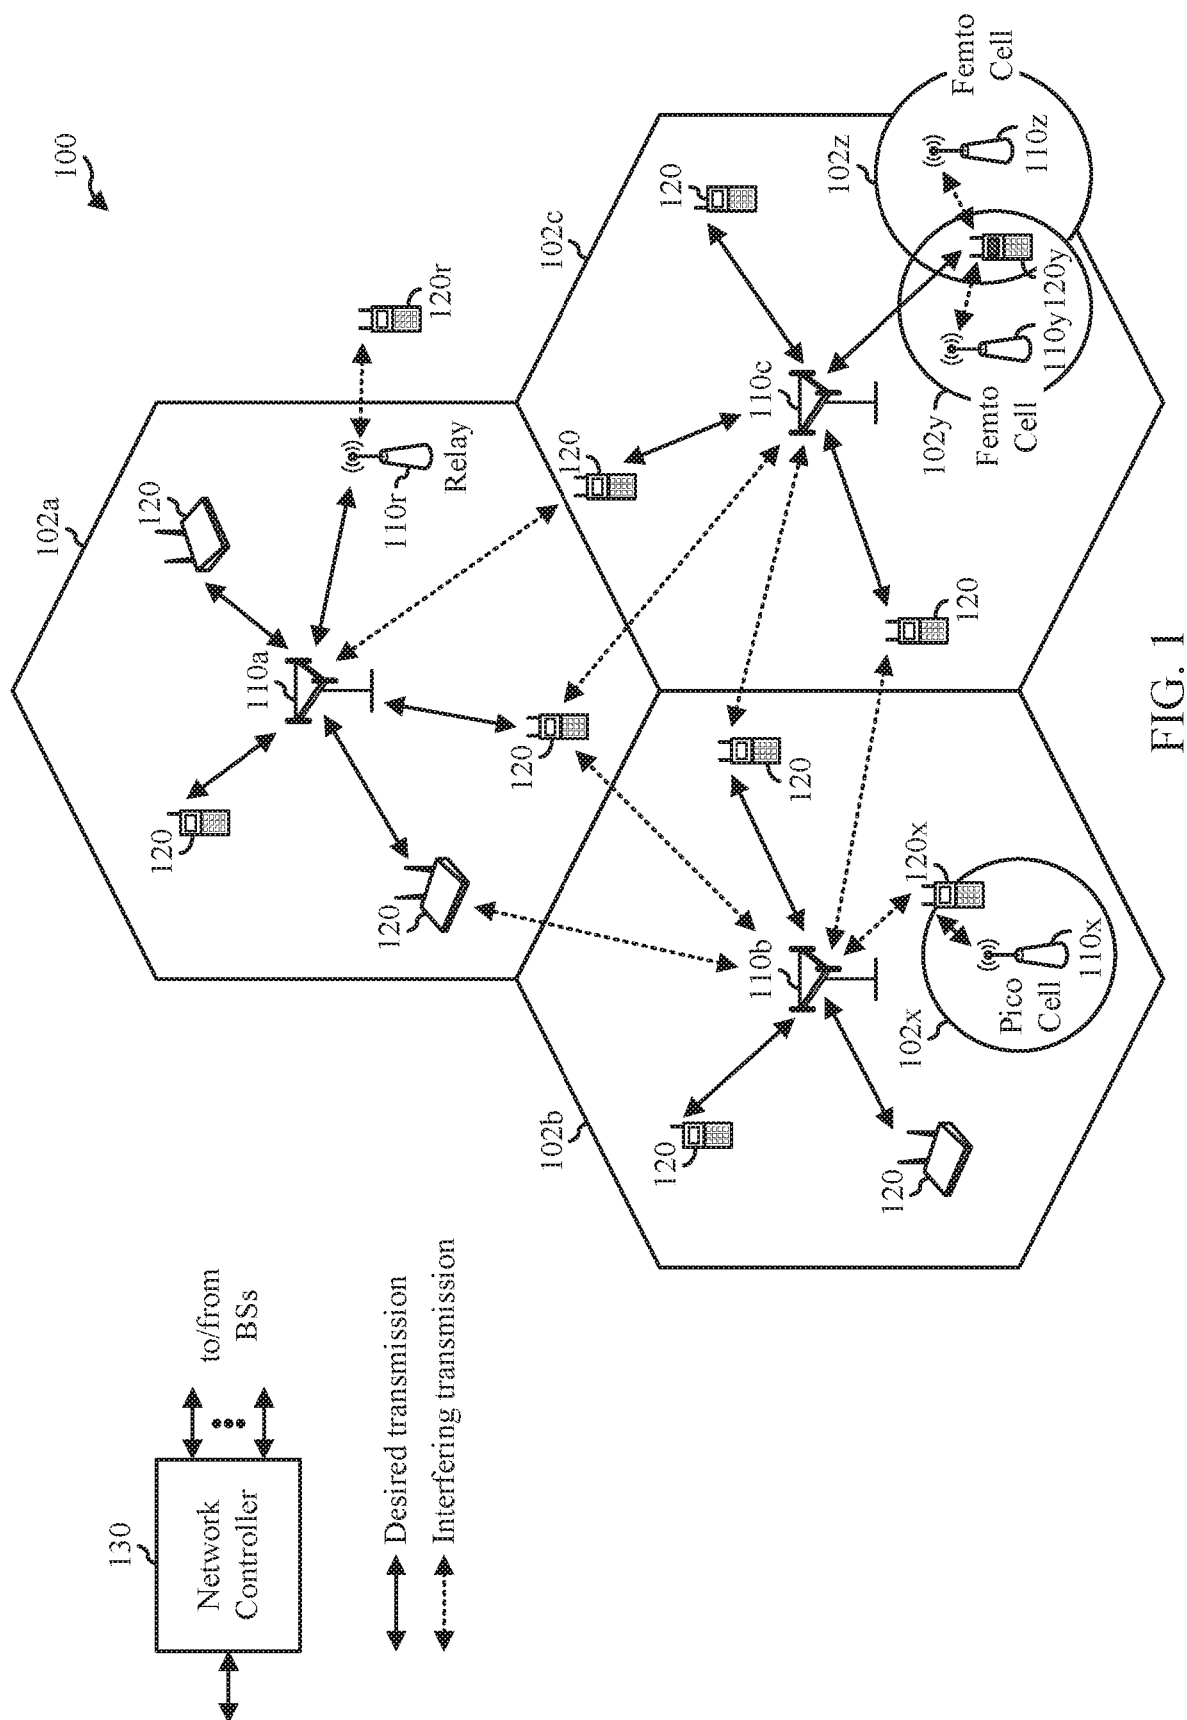 100
130
Network
Controller
to/from
BSs
Desired transmission
Interfering transmission
102a
120
120
110a
110r
Relay
120r
120
120
120
102b
120
110b
120
120
120x
102x
Pico
Cell
110x
102c
120
120
110c
120
102y
Femto
Cell
110y
120y
102z
110z
Femto
Cell
FIG. 1